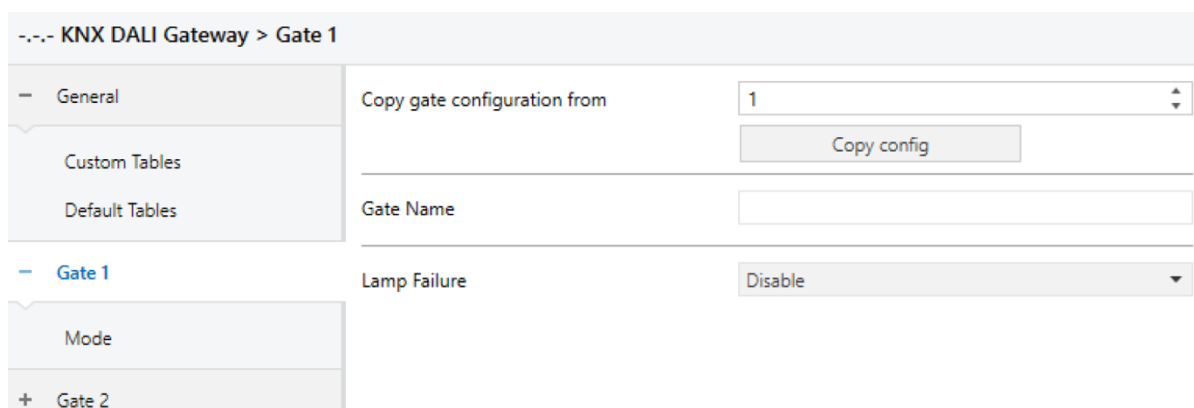 -.-.- KNX DALI Gateway > Gate 1
− General
Custom Tables
Default Tables
− Gate 1
Mode
+ Gate 2
Copy gate configuration from
1
Copy config
Gate Name
Lamp Failure
Disable